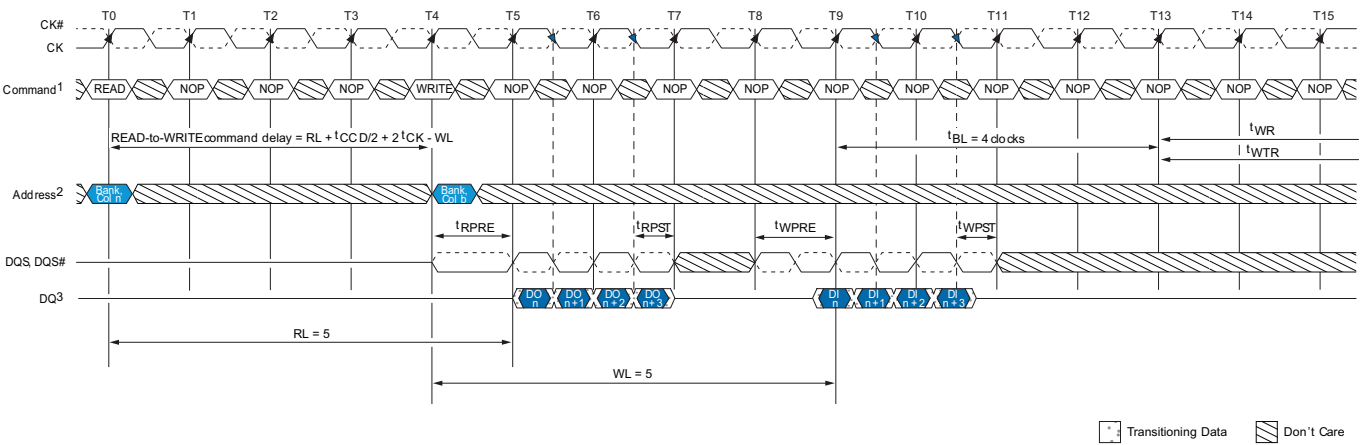 T0 T1 T2 T3 T4 T5 T6 T7 T8 T9 T10 T11 T12 T13 T14 T15
CK#
CK
Command1 READ NOP NOP NOP WRITE NOP NOP NOP NOP NOP NOP NOP NOP NOP NOP NOP
READ-to-WRITE command delay = RL + tCCD/2 + 2 tCK - WL
tBL = 4 clocks
tWR
tWTR
Address2
Bank, Col n
Bank, Col b
tRPRE tRPST tWPRE tWPST
DQS, DQS#
DQ3
DO n
DO n+1
DO n+2
DO n+3
DI n
DI n+1
DI n+2
DI n+3
RL = 5
WL = 5
Transitioning Data
Don't Care